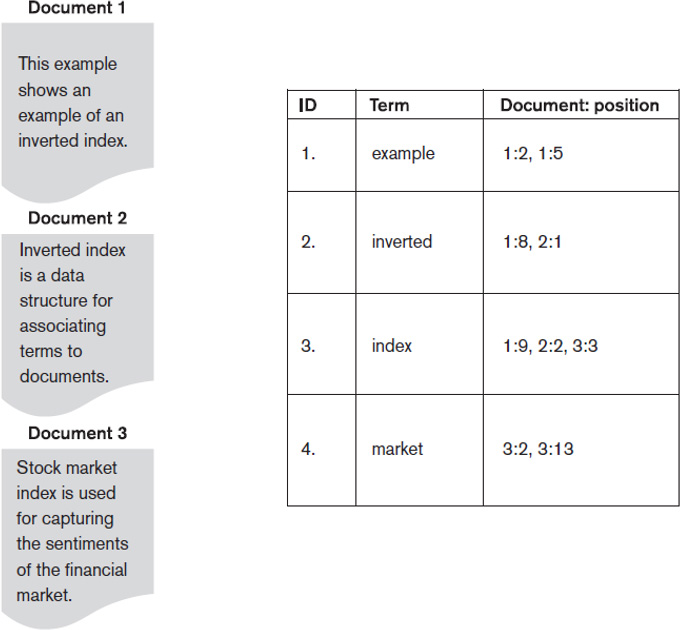 Document 1
This example
shows an
example of an
inverted index.
Document 2
Inverted index
is a data
structure for
associating
terms to
documents.
Document 3
Stock market
index is used
for capturing
the sentiments
of the financial
market.
ID Term Document: position
1. example 1:2, 1:5
2. inverted 1:8, 2:1
3. index 1:9, 2:2, 3:3
4. market 3:2, 3:13